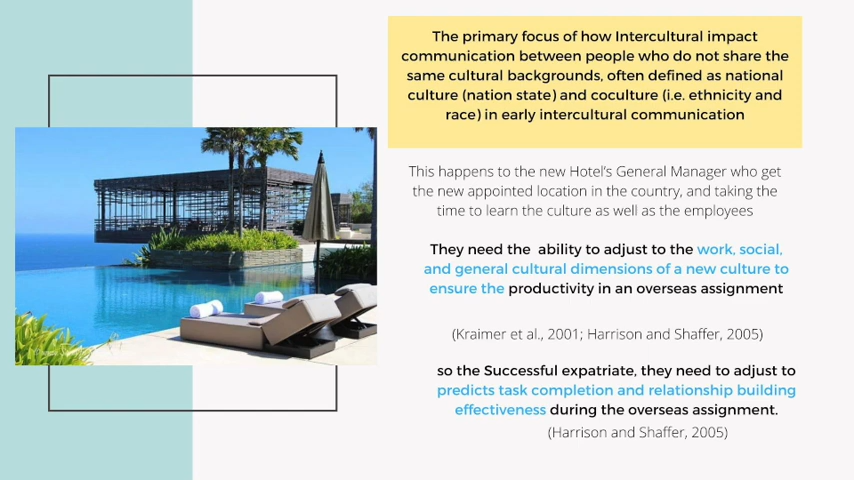 The primary focus of how Intercultural impact
communication between people who do not share the
same cultural backgrounds, often defined as national
culture (nation state) and coculture (i.e. ethnicity and
race) in early intercultural communication
This happens to the new Hotel's General Manager who get
the new appointed location in the country, and taking the
time to learn the culture as well as the employees
They need the ability to adjust to the work, social,
and general cultural dimensions of a new culture to
ensure the productivity in an overseas assignment
(Kraimer et al., 2001; Harrison and Shaffer, 2005)
so the Successful expatriate, they need to adjust to
predicts task completion and relationship building
effectiveness during the overseas assignment.
(Harrison and Shaffer, 2005)